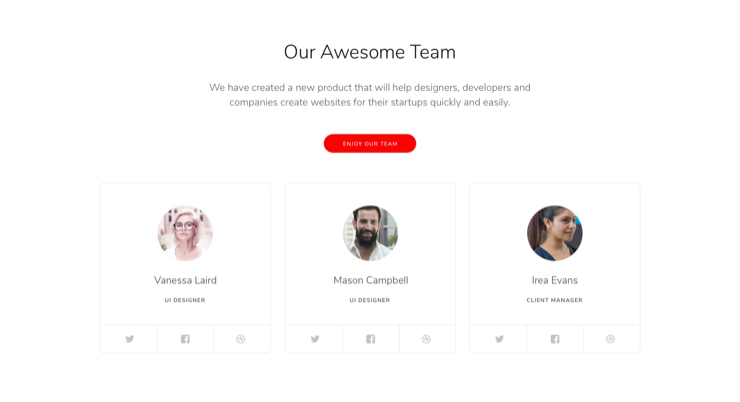 Our Awesome Team
We have created a new product that will help designers, developers and
companies create websites for their startups quickly and easily.
ENJOY OUR TEAM
Vanessa Laird
UI DESIGNER
Mason Campbell
UI DESIGNER
Irea Evans
CLIENT MANAGER